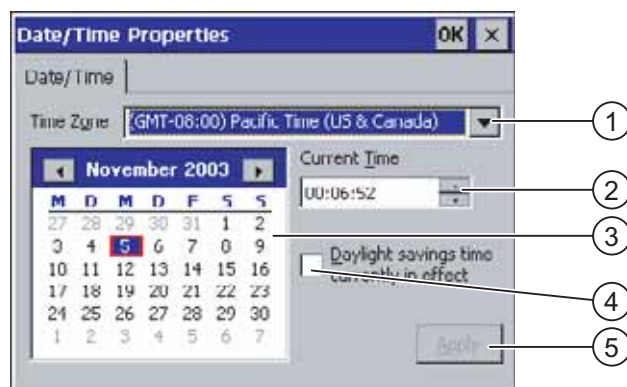 Date/Time Properties OK ×
Date/Time
Time Zone (GMT-08:00) Pacific Time (US & Canada)
1
November 2003
Current Time
00:06:52
2
M D M D F S S
27 28 29 30 31 1 2
3 4 5 6 7 8 9
10 11 12 13 14 15 16
17 18 19 20 21 22 23
24 25 26 27 28 29 30
1 2 3 4 5 6 7
3
Daylight savings time
currently in effect
4
Apply
5